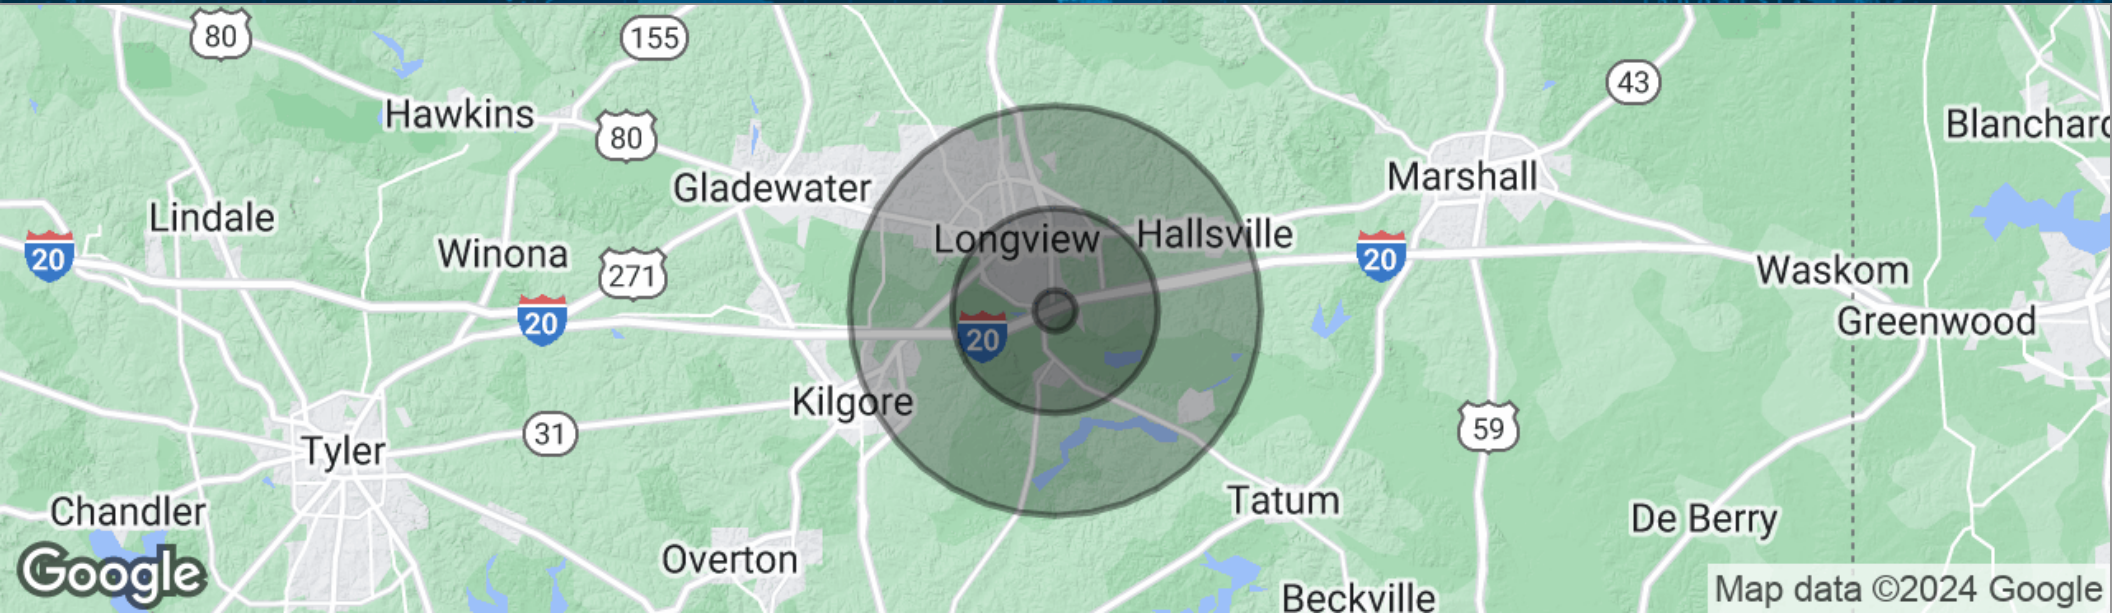 80
155
43
Hawkins
80
Blanchard
Marshall
Gladewater
Lindale
Longview
Hallsville
Winona
20
20
271
Waskom
20
Greenwood
20
Kilgore
31
59
Tyler
Tatum
Chandler
De Berry
Overton
Google
Map data ©2024 Google
Beckville